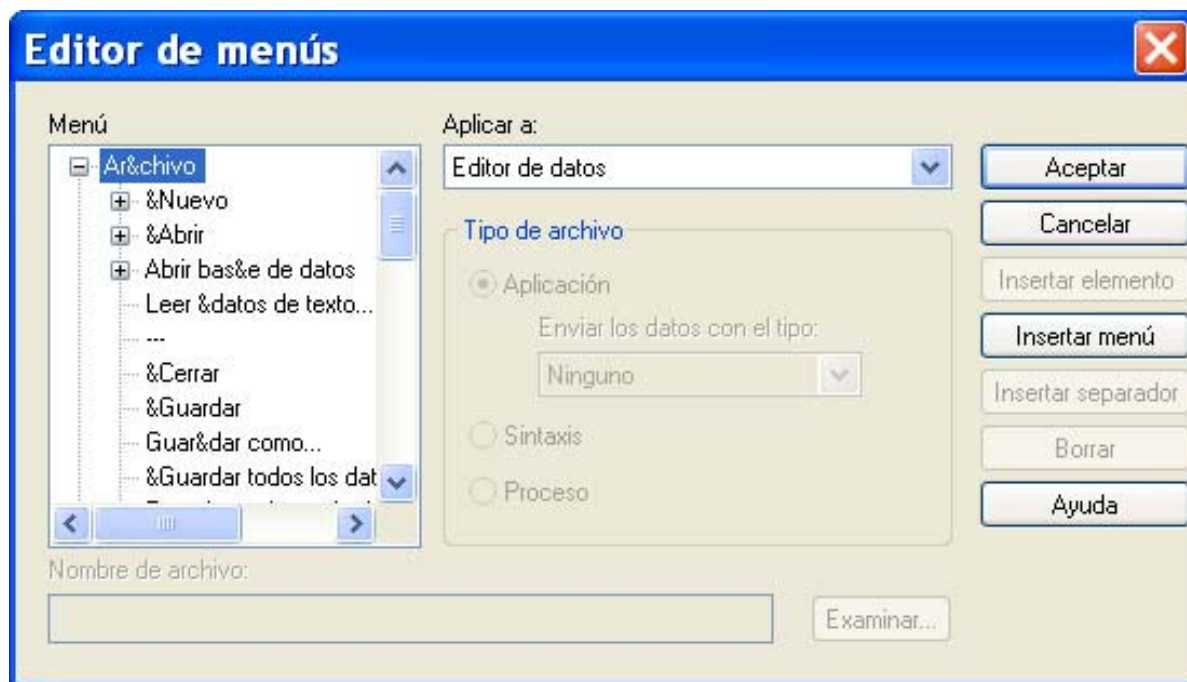 Editor de menús
Menú
Ar&chivo
&Nuevo
&Abrir
Abrir bas&e de datos
Leer &datos de texto...
---
&Cerrar
&Guardar
Guar&dar como...
&Guardar todos los dat
Aplicar a:
Editor de datos
Tipo de archivo
Aplicación
Enviar los datos con el tipo:
Ninguno
Sintaxis
Proceso
Aceptar
Cancelar
Insertar elemento
Insertar menú
Insertar separador
Borrar
Ayuda
Nombre de archivo:
Examinar...